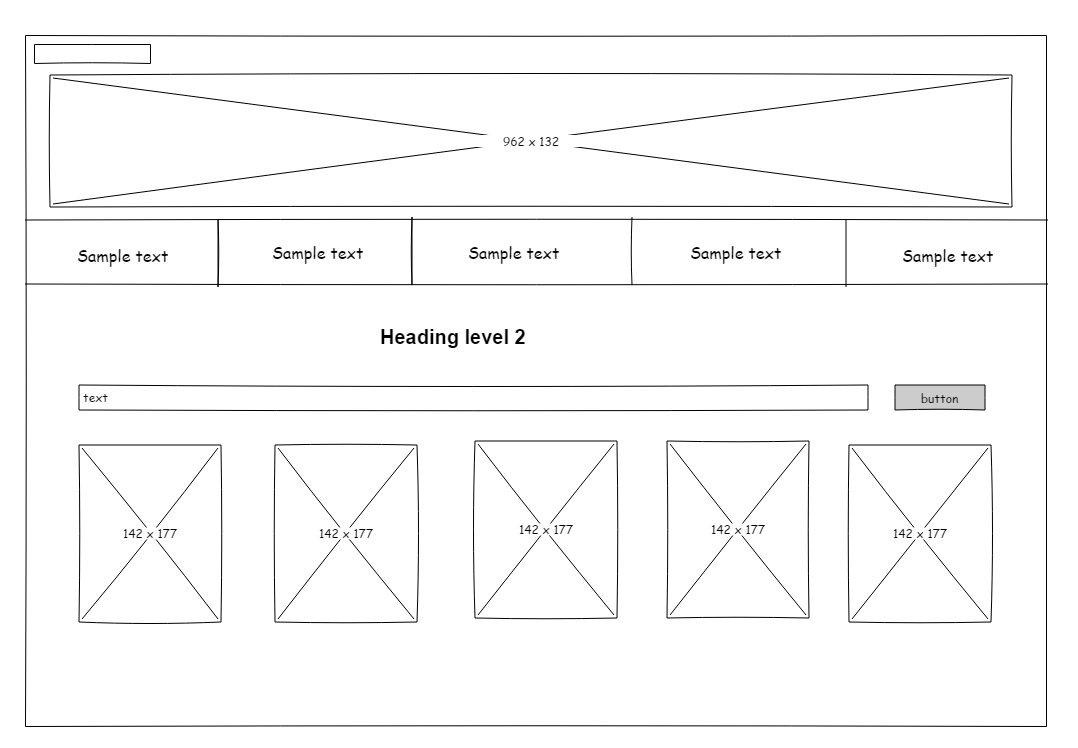 962 x 132
Sample text
Sample text
Sample text
Sample text
Sample text
Heading level 2
text
button
142 x 177
142 x 177
142 x 177
142 x 177
142 x 177